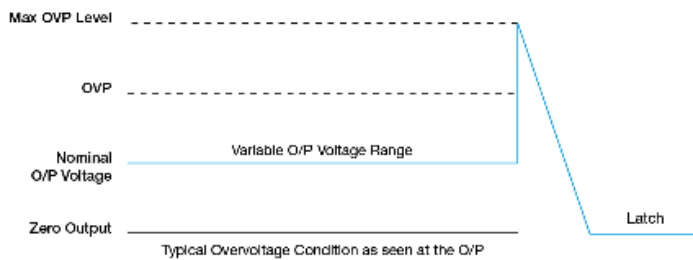 Max OVP Level
OVP
Variable O/P Voltage Range
Nominal
O/P Voltage
Latch
Zero Output
Typical Overvoltage Condition as seen at the O/P